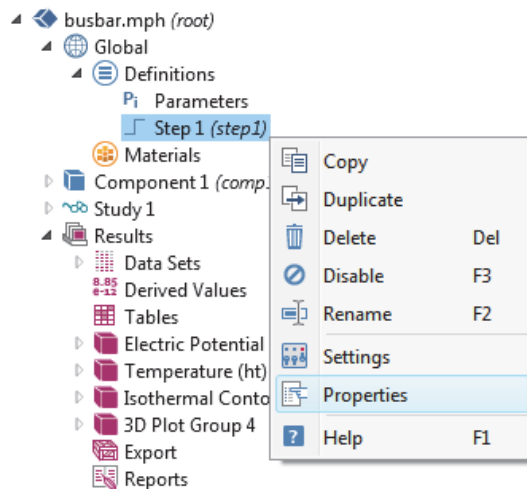 busbar.mph (root)
Global
Definitions
Pi Parameters
Step 1 (step1)
Materials
Component 1 (comp1
Study 1
Results
Data Sets
8.85
e-12 Derived Values
Tables
Electric Potential
Temperature (ht)
Isothermal Conto
3D Plot Group 4
Export
Reports
Copy
Duplicate
Delete Del
Disable F3
Rename F2
Settings
Properties
? Help F1